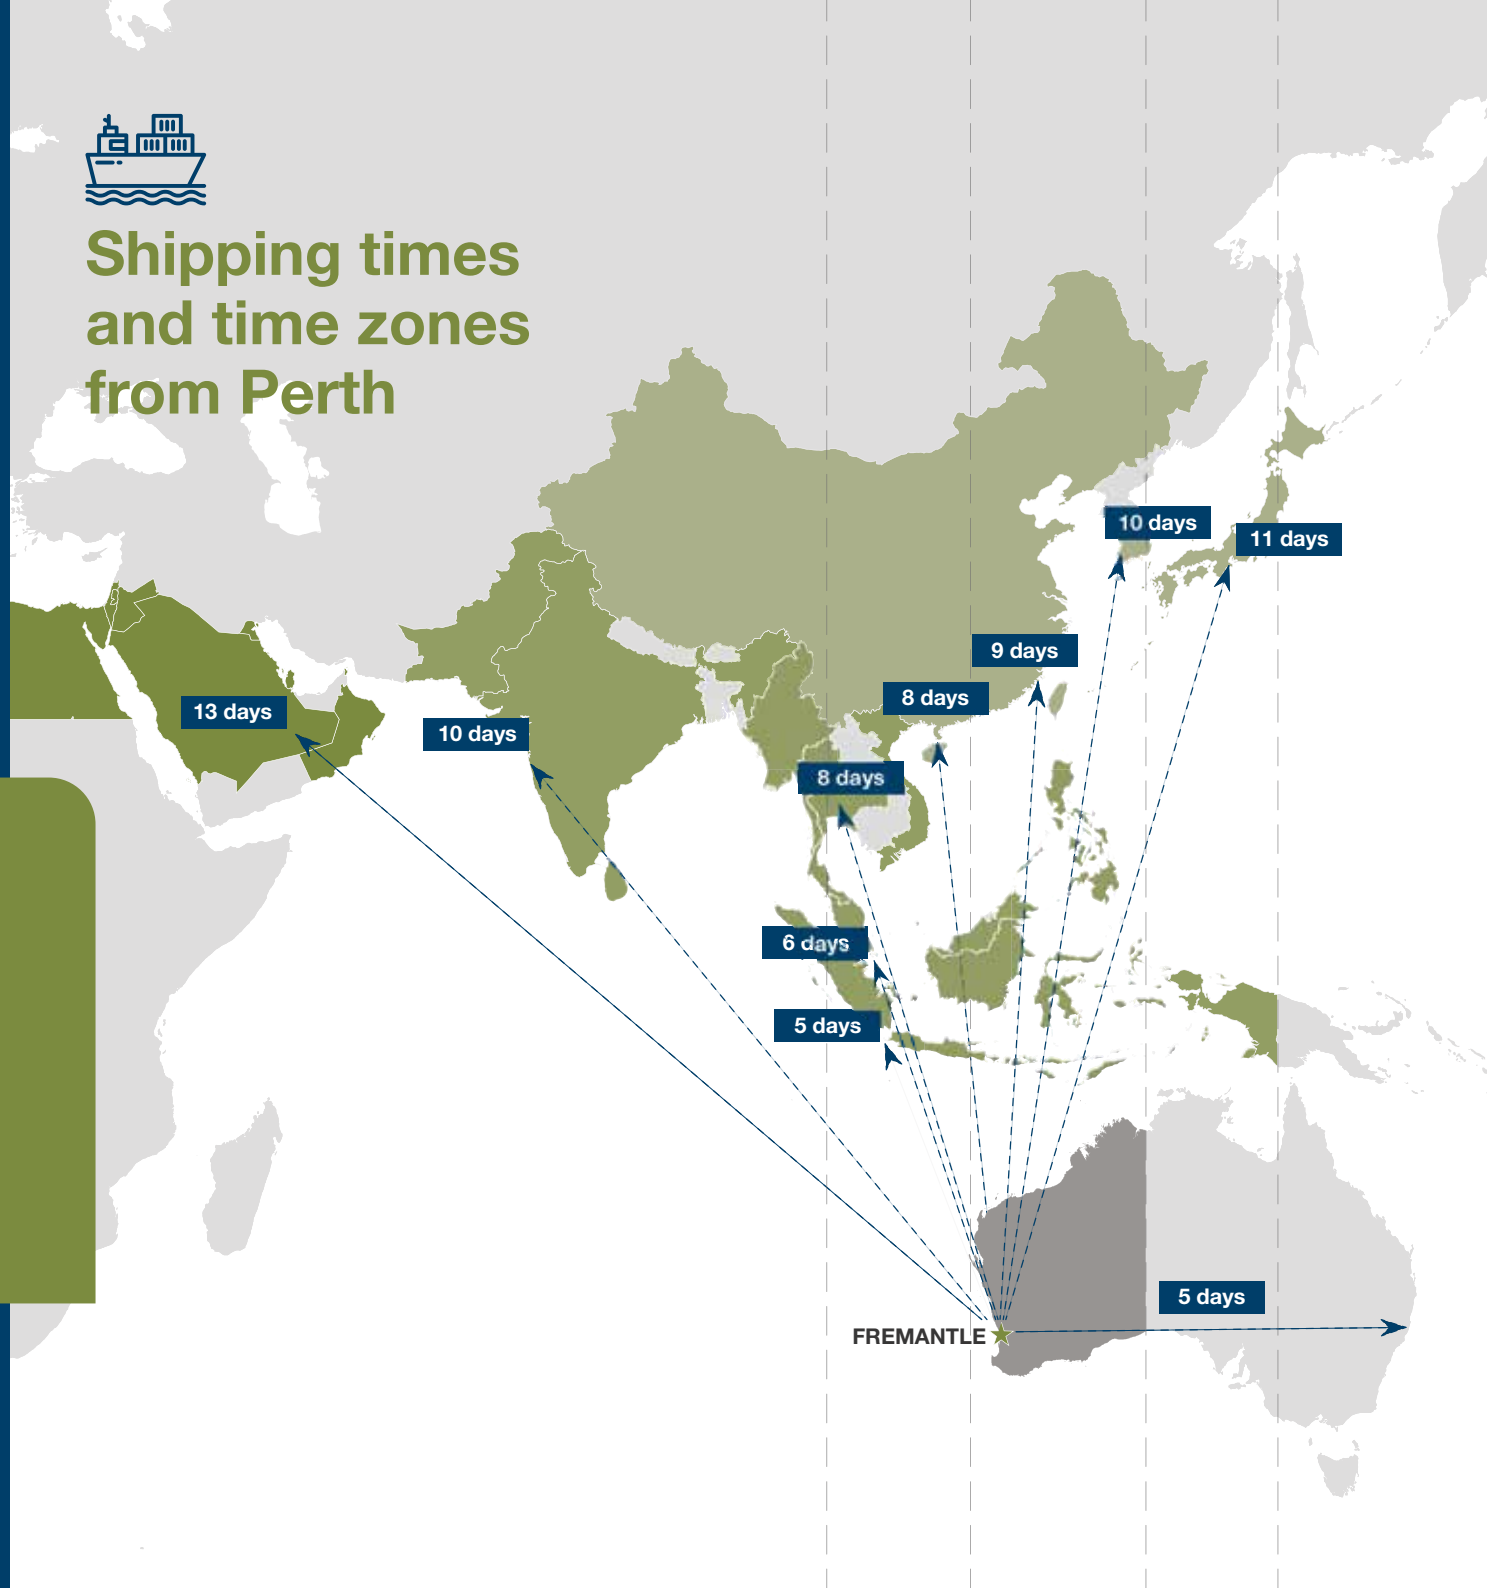 Shipping times
and time zones
from Perth
10 days
11 days
9 days
8 days
13 days
10 days
8 days
6 days
5 days
5 days
FREMANTLE